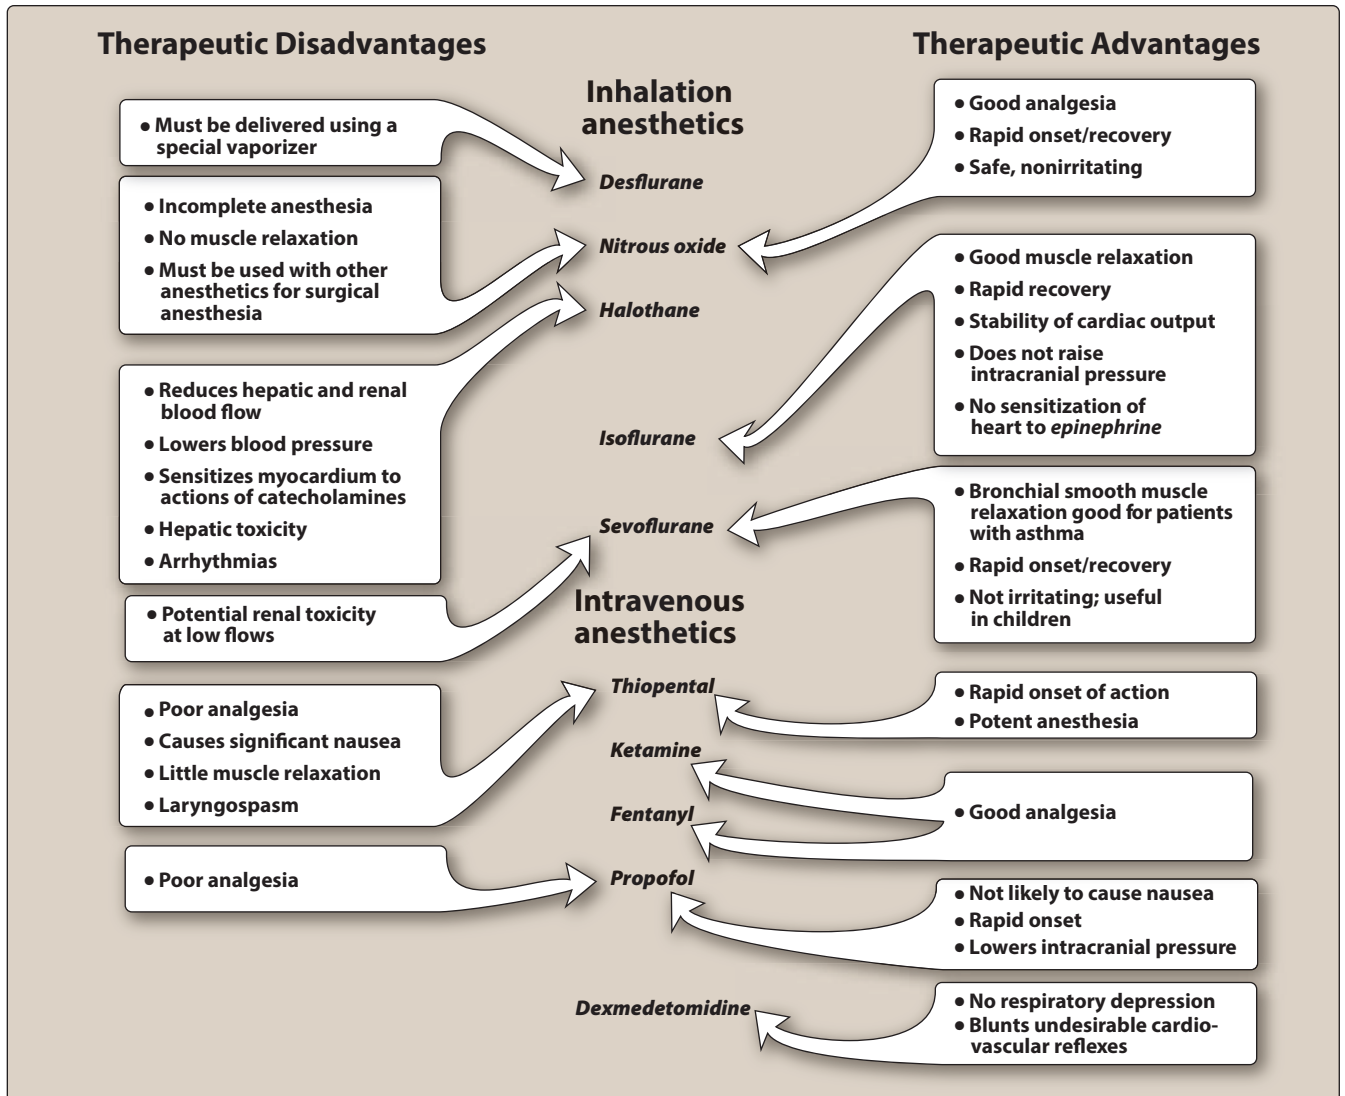 Therapeutic Disadvantages
Therapeutic Advantages
Inhalation
anesthetics
• Must be delivered using a
special vaporizer
• Incomplete anesthesia
• No muscle relaxation
• Must be used with other
anesthetics for surgical
anesthesia
• Reduces hepatic and renal
blood flow
• Lowers blood pressure
• Sensitizes myocardium to
actions of catecholamines
• Hepatic toxicity
• Arrhythmias
• Potential renal toxicity
at low flows
Desflurane
Nitrous oxide
Halothane
Isoflurane
Sevoflurane
• Good analgesia
• Rapid onset/recovery
• Safe, nonirritating
• Good muscle relaxation
• Rapid recovery
• Stability of cardiac output
• Does not raise
intracranial pressure
• No sensitization of
heart to epinephrine
• Bronchial smooth muscle
relaxation good for patients
with asthma
• Rapid onset/recovery
• Not irritating; useful
in children
Intravenous
anesthetics
• Poor analgesia
• Causes significant nausea
• Little muscle relaxation
• Laryngospasm
• Poor analgesia
Thiopental
Ketamine
Fentanyl
Propofol
Dexmedetomidine
• Rapid onset of action
• Potent anesthesia
• Good analgesia
• Not likely to cause nausea
• Rapid onset
• Lowers intracranial pressure
• No respiratory depression
• Blunts undesirable cardio-
vascular reflexes